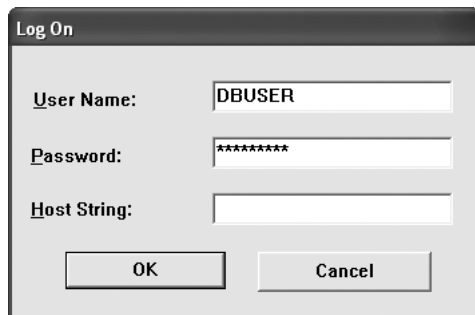 Log On
User Name: DBUSER
Password: *********
Host String:
OK Cancel